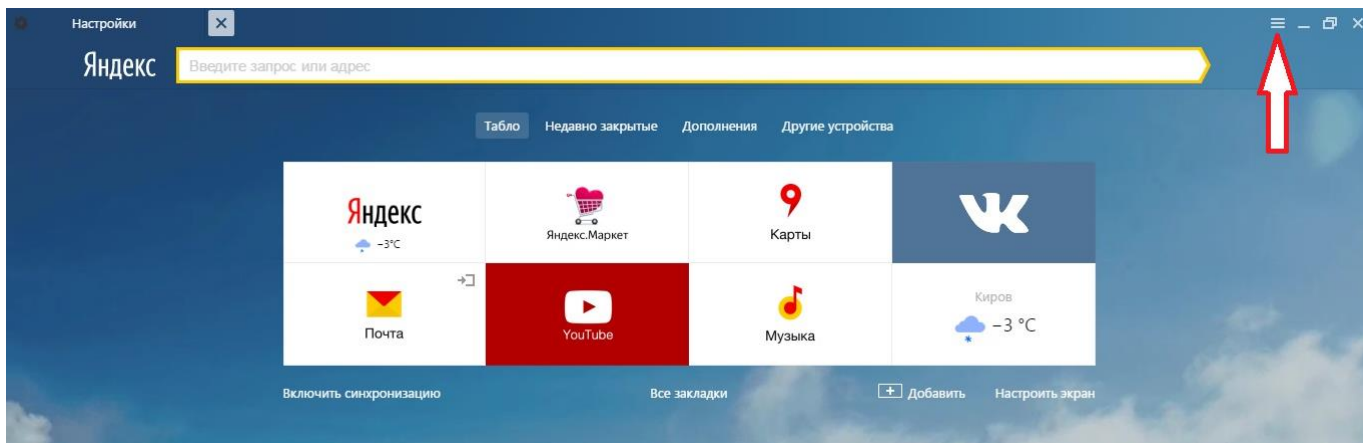 Настройки
Яндекс
Введите запрос или адрес
Табло Недавно закрытые Дополнения Другие устройства
Яндекс
−3°C
Яндекс.Маркет
Карты
Почта
YouTube
Музыка
Киров
−3 °C
Включить синхронизацию Все закладки Добавить Настроить экран